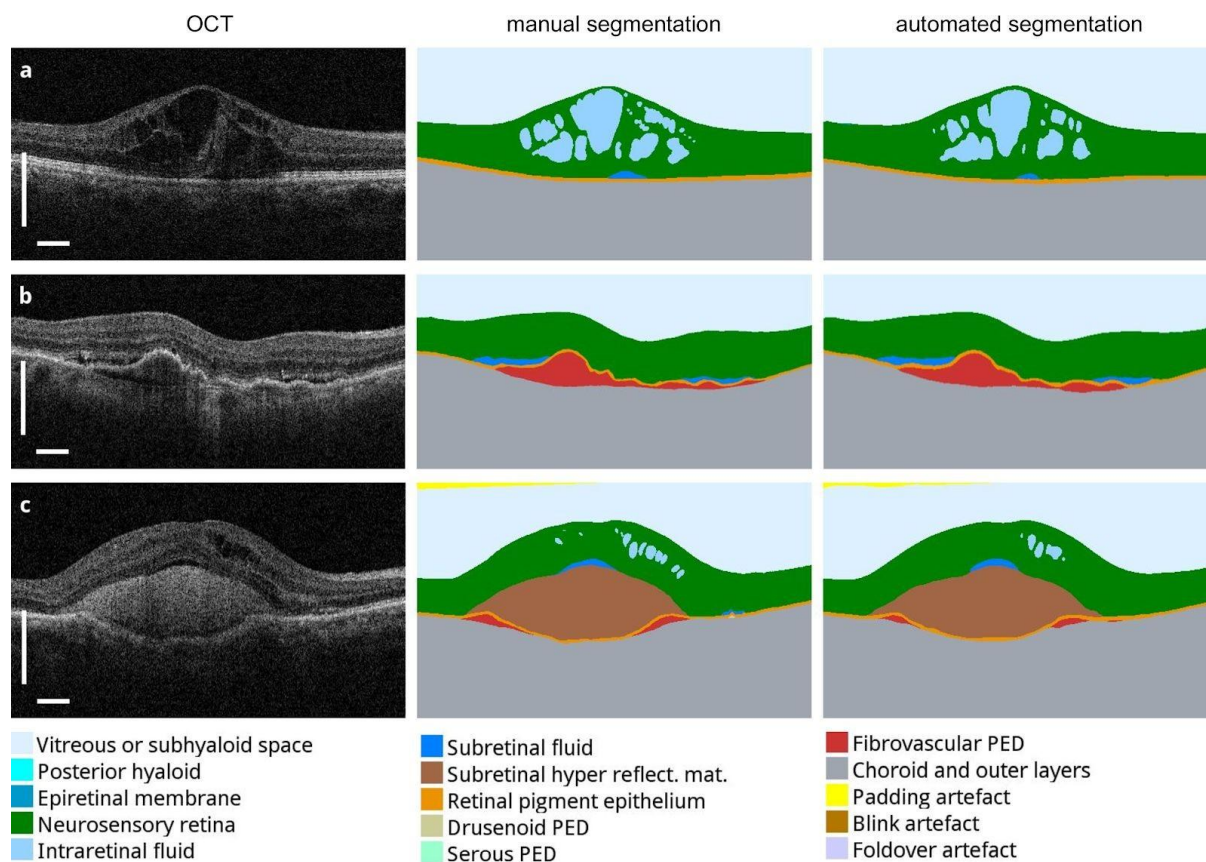 OCT manual segmentation automated segmentation
a
b
c
Vitreous or subhyaloid space
Posterior hyaloid
Epiretinal membrane
Neurosensory retina
Intraretinal fluid
Subretinal fluid
Subretinal hyper reflect. mat.
Retinal pigment epithelium
Drusenoid PED
Serous PED
Fibrovascular PED
Choroid and outer layers
Padding artefact
Blink artefact
Foldover artefact